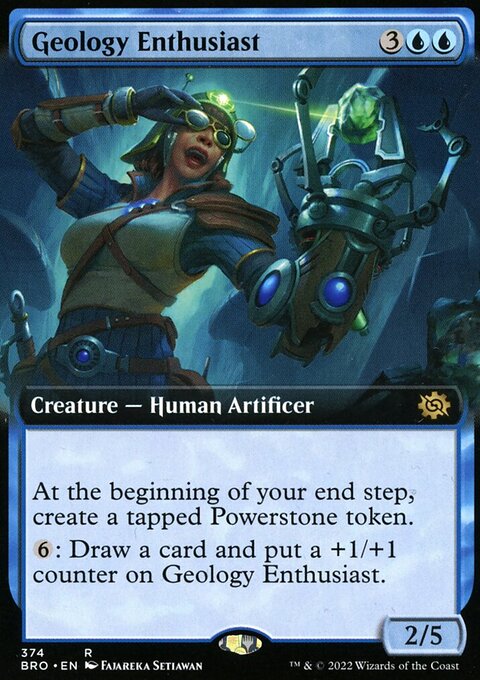 Geology Enthusiast 3
Creature — Human Artificer
At the beginning of your end step,
create a tapped Powerstone token.
6: Draw a card and put a +1/+1
counter on Geology Enthusiast.
2/5
374 R
BRO • EN Fajareka Setiawan
™ & © 2022 Wizards of the Coast